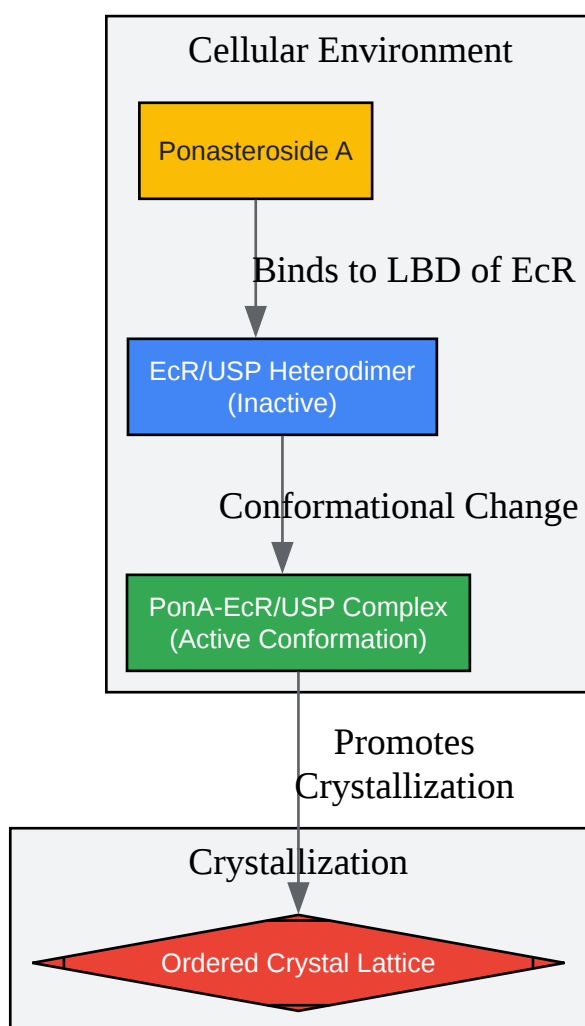 Cellular Environment
Ponasteroside A
Binds to LBD of EcR
EcR/USP Heterodimer
(Inactive)
Conformational Change
PonA-EcR/USP Complex
(Active Conformation)
Promotes
Crystallization
Crystallization
Ordered Crystal Lattice